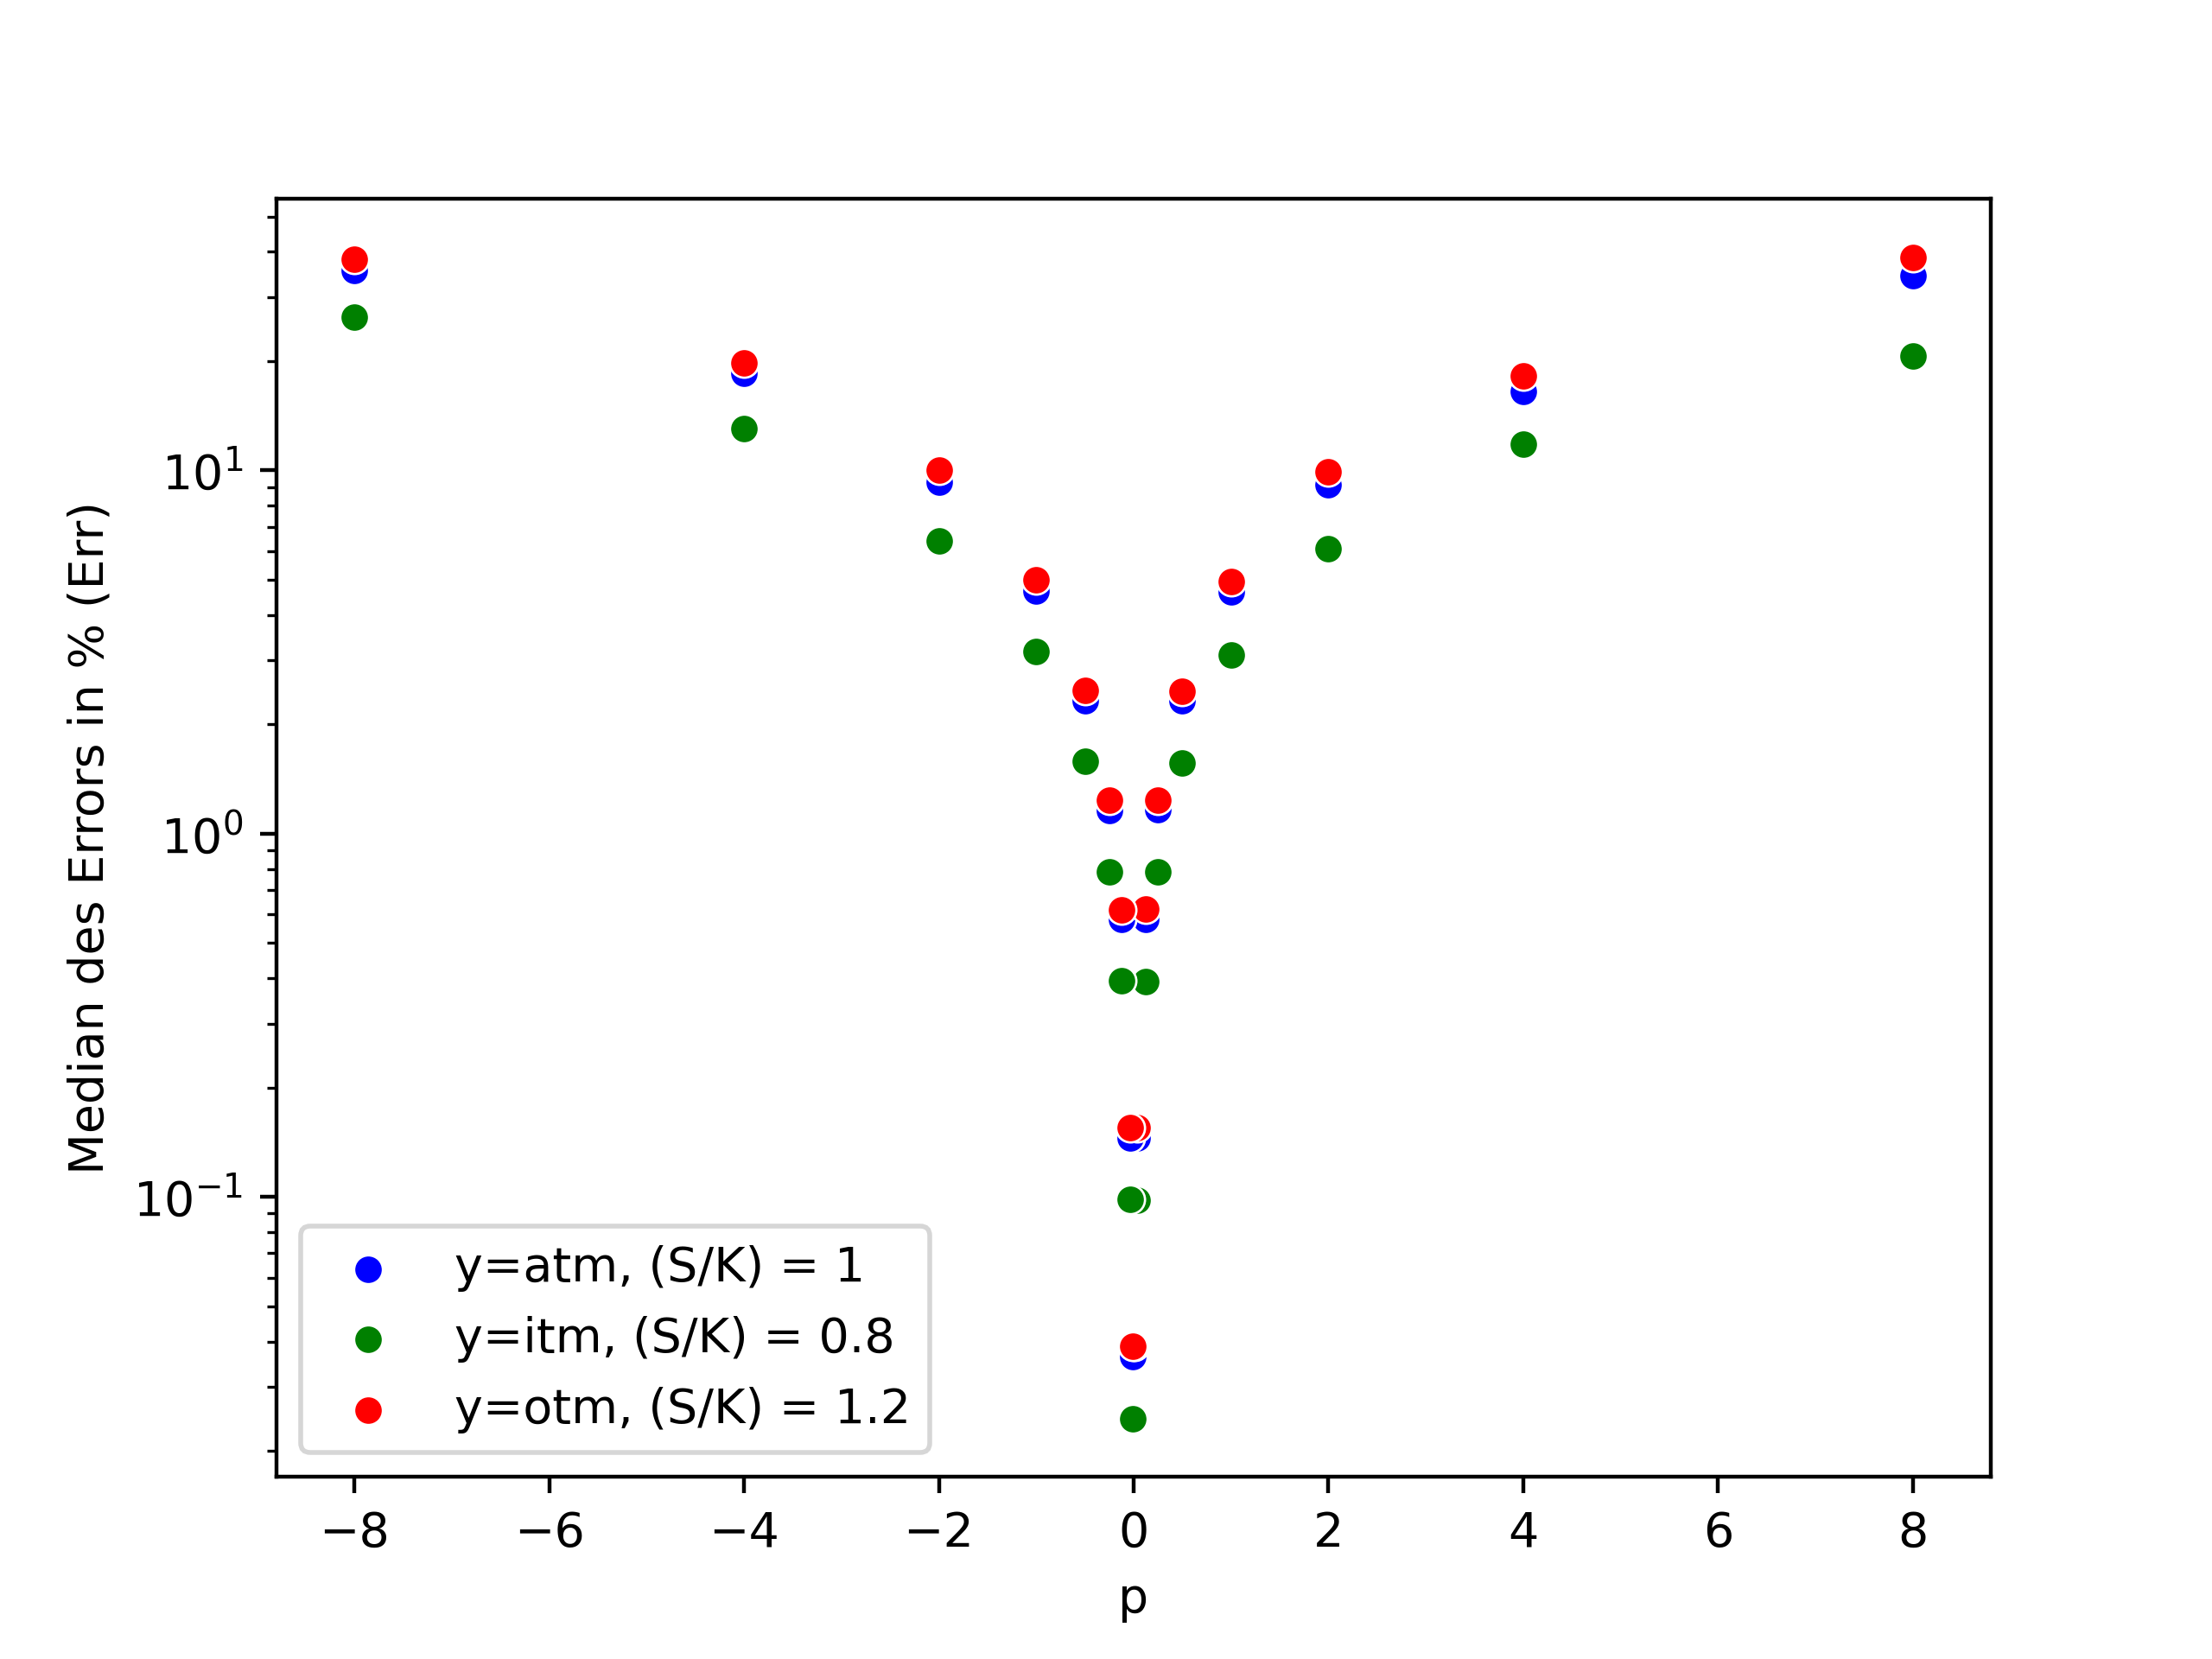 Median des Errors in % (Err)
10¹
10⁰
10⁻¹
y=atm, (S/K) = 1
y=itm, (S/K) = 0.8
y=otm, (S/K) = 1.2
−8 −6 −4 −2 0 2 4 6 8
p